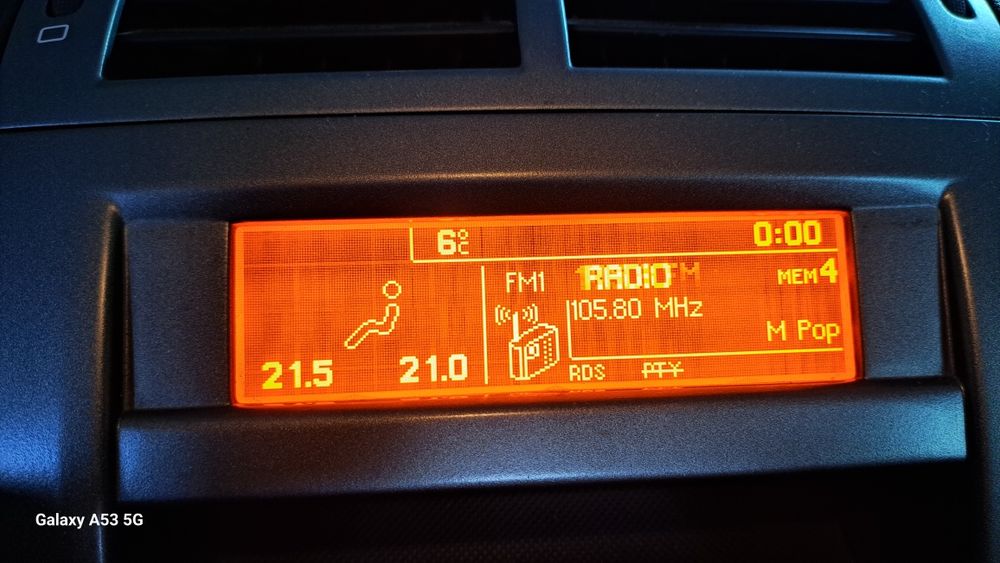 6°C 0:00
FM1 RADIO MEM4
105.80 MHz
M Pop
21.5 21.0
RDS PTY
Galaxy A53 5G